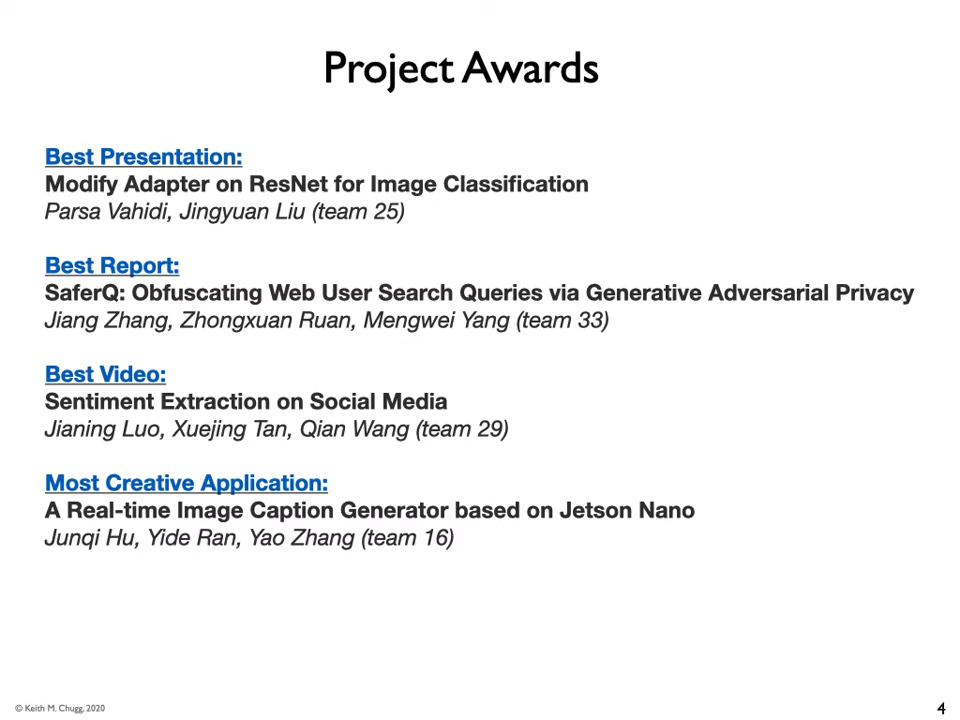 Project Awards
Best Presentation:
Modify Adapter on ResNet for Image Classification
Parsa Vahidi, Jingyuan Liu (team 25)
Best Report:
SaferQ: Obfuscating Web User Search Queries via Generative Adversarial Privacy
Jiang Zhang, Zhongxuan Ruan, Mengwei Yang (team 33)
Best Video:
Sentiment Extraction on Social Media
Jianing Luo, Xuejing Tan, Qian Wang (team 29)
Most Creative Application:
A Real-time Image Caption Generator based on Jetson Nano
Junqi Hu, Yide Ran, Yao Zhang (team 16)
© Keith M. Chugg, 2020
4